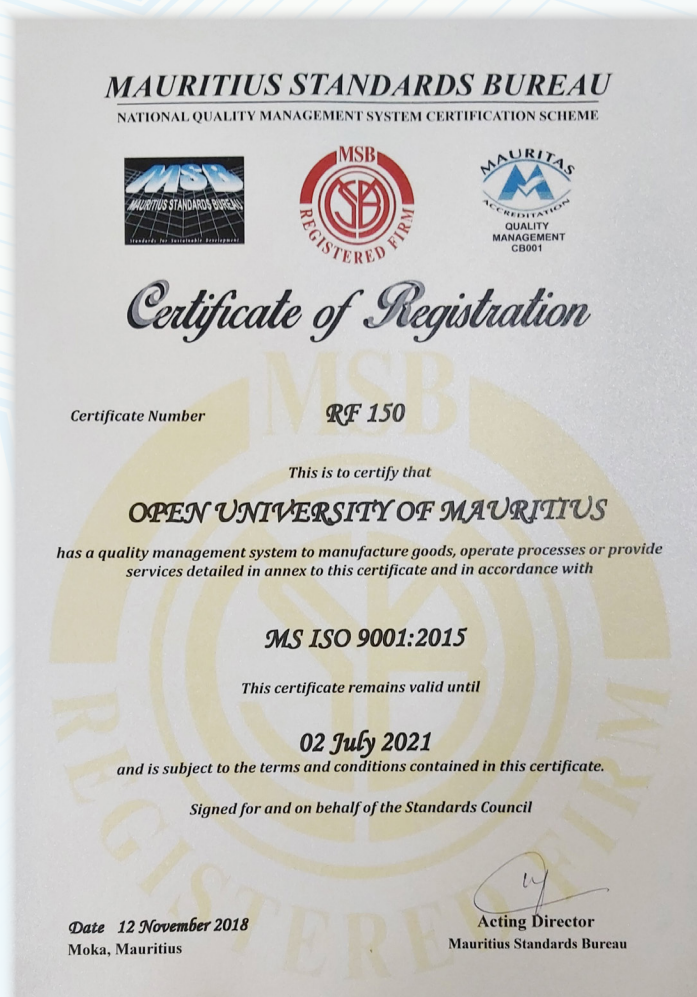 MAURITIUS STANDARDS BUREAU
NATIONAL QUALITY MANAGEMENT SYSTEM CERTIFICATION SCHEME
MSB
MAURITIUS STANDARDS BUREAU
Standards for Sustainable Development
MSB
REGISTERED FIRM
MAURITAS
ACCREDITATION
QUALITY
MANAGEMENT
CB001
Certificate of Registration
Certificate Number RF 150
This is to certify that
OPEN UNIVERSITY OF MAURITIUS
has a quality management system to manufacture goods, operate processes or provide
services detailed in annex to this certificate and in accordance with
MS ISO 9001:2015
This certificate remains valid until
02 July 2021
and is subject to the terms and conditions contained in this certificate.
Signed for and on behalf of the Standards Council
Date 12 November 2018
Moka, Mauritius
Acting Director
Mauritius Standards Bureau
MSB
REGISTERED FIRM